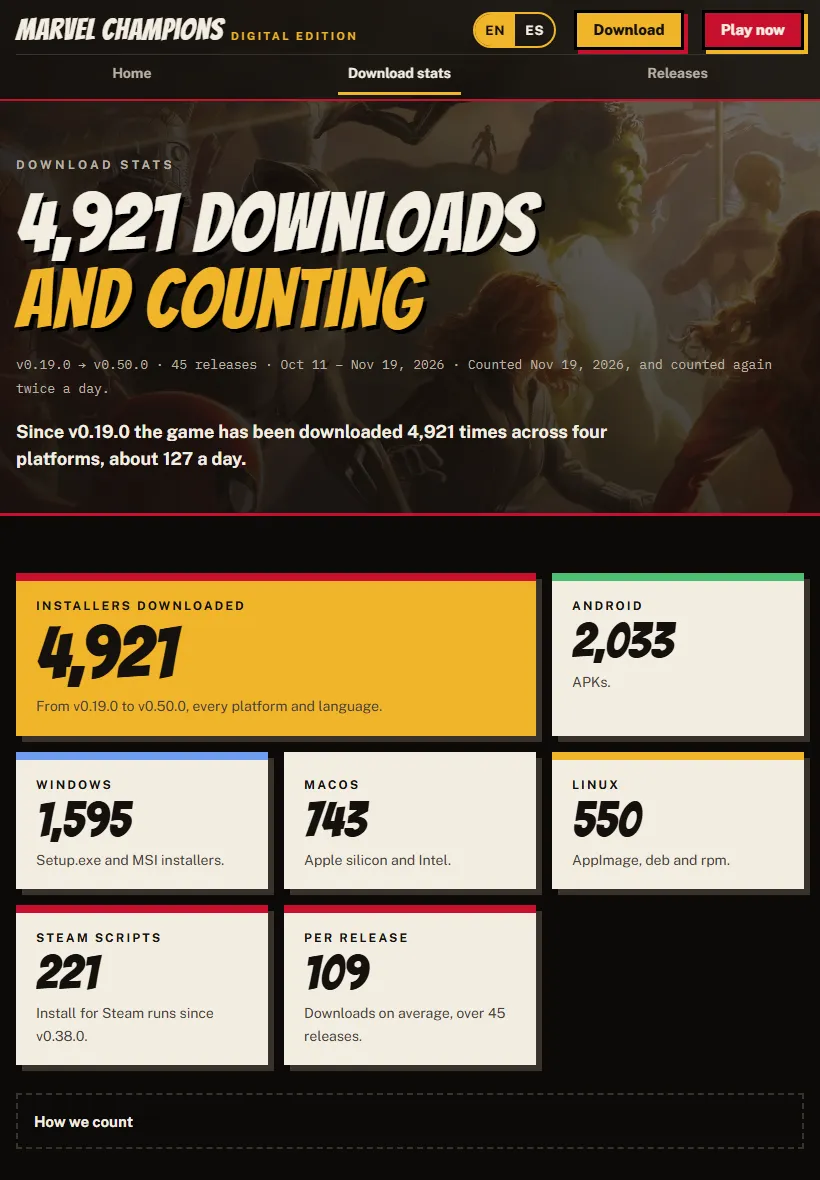 MARVEL CHAMPIONS DIGITAL EDITION
EN ES
Download
Play now
Home
Download stats
Releases
DOWNLOAD STATS
4,921 DOWNLOADS
AND COUNTING
v0.19.0 → v0.50.0 · 45 releases · Oct 11 – Nov 19, 2026 · Counted Nov 19, 2026, and counted again
twice a day.
Since v0.19.0 the game has been downloaded 4,921 times across four
platforms, about 127 a day.
INSTALLERS DOWNLOADED
4,921
From v0.19.0 to v0.50.0, every platform and language.
ANDROID
2,033
APKs.
WINDOWS
1,595
Setup.exe and MSI installers.
MACOS
743
Apple silicon and Intel.
LINUX
550
AppImage, deb and rpm.
STEAM SCRIPTS
221
Install for Steam runs since
v0.38.0.
PER RELEASE
109
Downloads on average, over 45
releases.
How we count